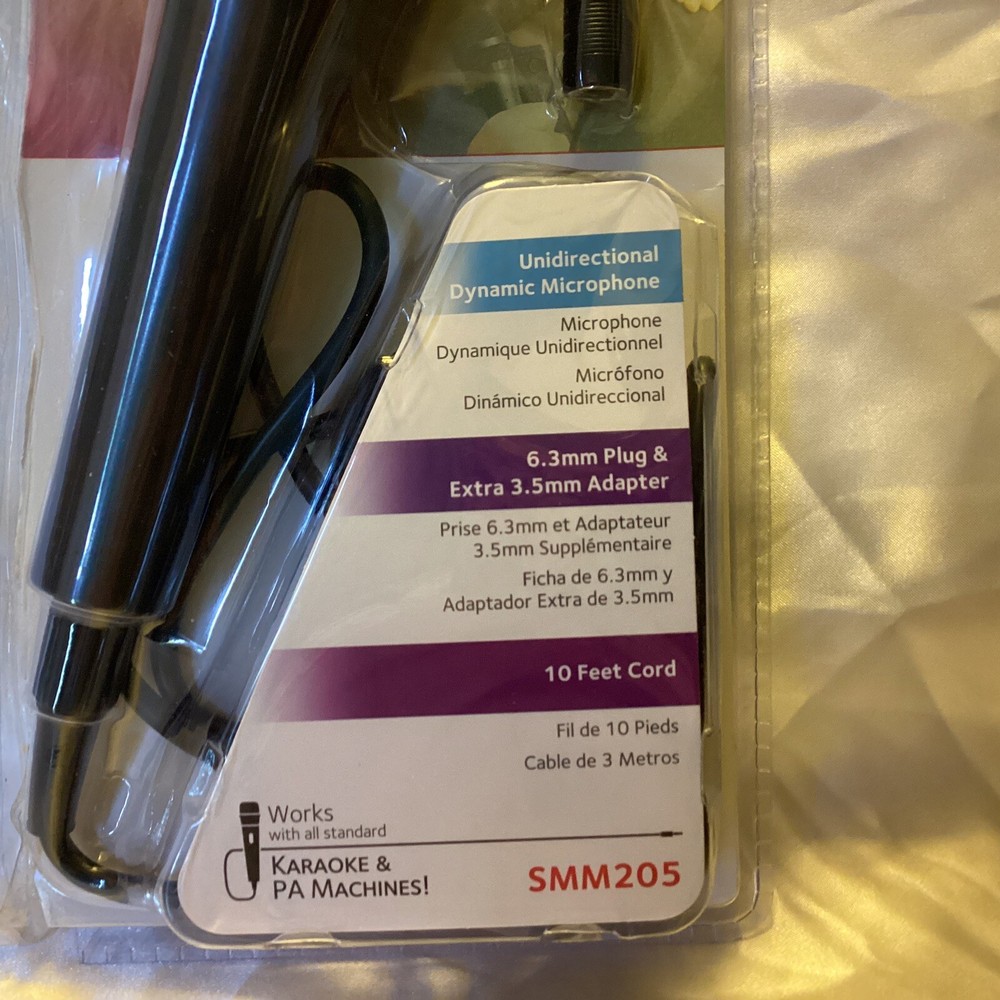 Unidirectional
Dynamic Microphone
Microphone
Dynamique Unidirectionnel
Micrófono
Dinámico Unidireccional
6.3mm Plug &
Extra 3.5mm Adapter
Prise 6.3mm et Adaptateur
3.5mm Supplémentaire
Ficha de 6.3mm y
Adaptador Extra de 3.5mm
10 Feet Cord
Fil de 10 Pieds
Cable de 3 Metros
Works
with all standard
KARAOKE &
PA MACHINES!
SMM205